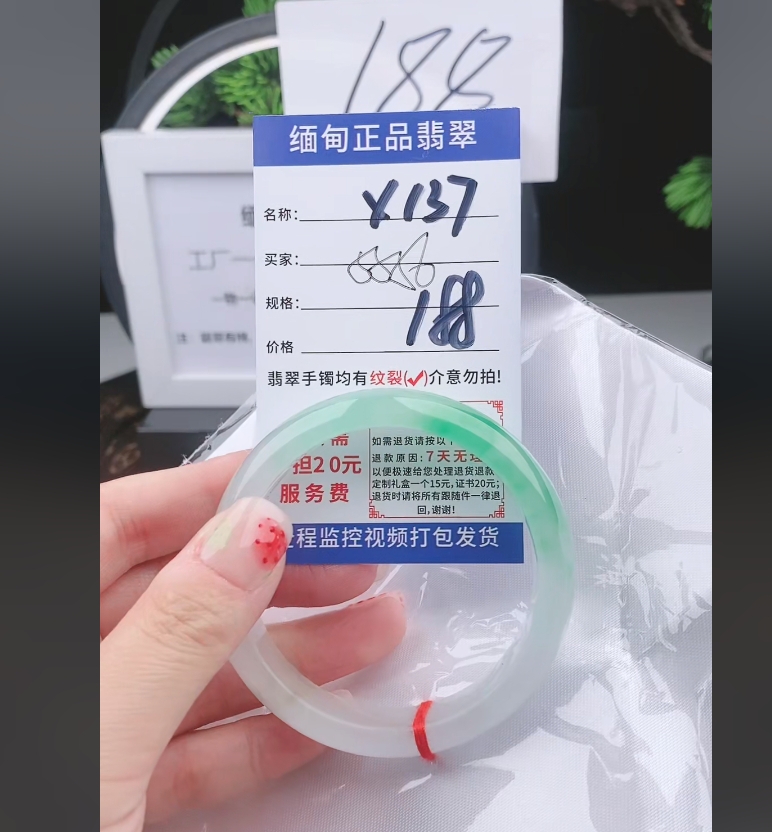 188
缅甸正品翡翠
名称: X137
买家:
规格: 188
价格
翡翠手镯均有纹裂(✓)介意勿拍!
需
担20元
服务费
如需退货请按以
退款原因:7天无
以便极速给您处理退货退款
定制礼盒一个15元,证书20元;
退货时请将所有跟随件一律退
回,谢谢!
程监控视频打包发货
工厂一